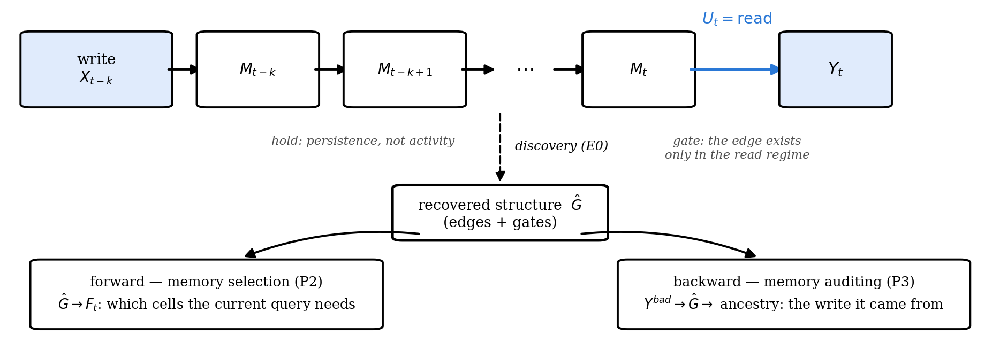 U_t = read
write
X_{t−k}
M_{t−k}
M_{t−k+1}
⋯
M_t
Y_t
hold: persistence, not activity
discovery (E0)
gate: the edge exists
only in the read regime
recovered structure Ĝ
(edges + gates)
forward — memory selection (P2)
Ĝ → F_t: which cells the current query needs
backward — memory auditing (P3)
Y^{bad} → Ĝ → ancestry: the write it came from